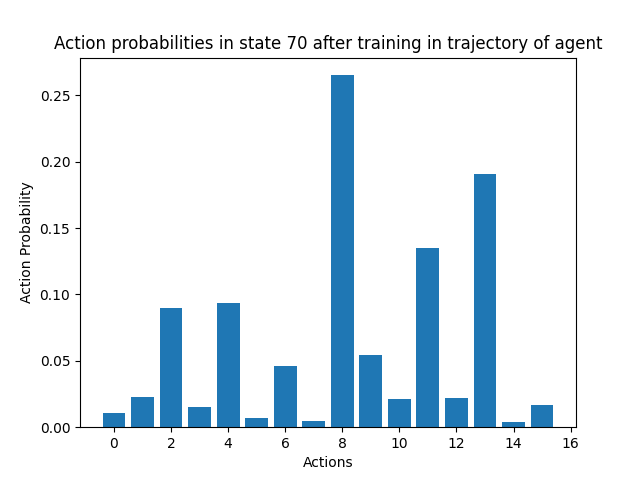 Action probabilities in state 70 after training in trajectory of agent
0.25
0.20
0.15
0.10
0.05
0.00
Action Probability
0 2 4 6 8 10 12 14 16
Actions